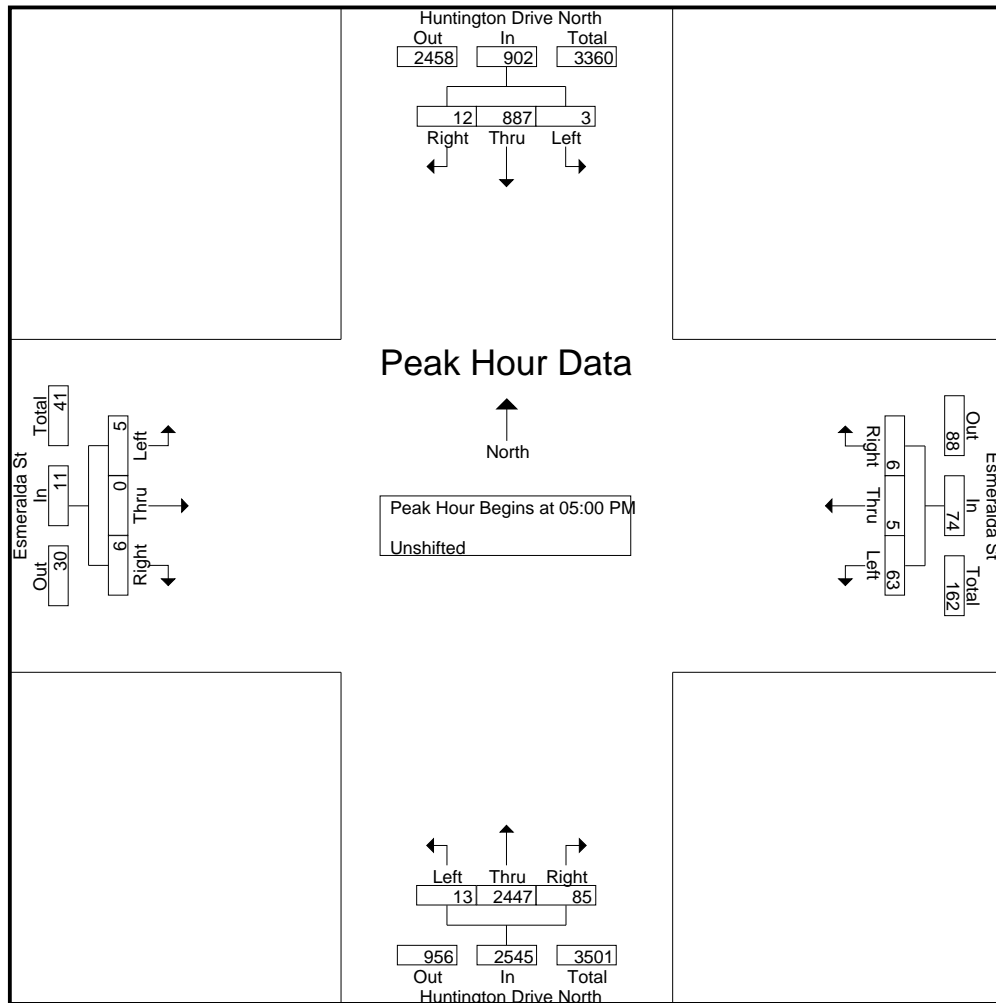 Huntington Drive North
Out In Total
2458 902 3360
12 887 3
Right Thru Left
Peak Hour Data
North
Peak Hour Begins at 05:00 PM
Unshifted
Esmeralda St
Total In Out
41 11 30
5 0 6
Left Thru Right
Right Thru Left
6 5 63
88 74 162
Out In Total
Esmeralda St
Left Thru Right
13 2447 85
956 2545 3501
Out In Total
Huntington Drive North